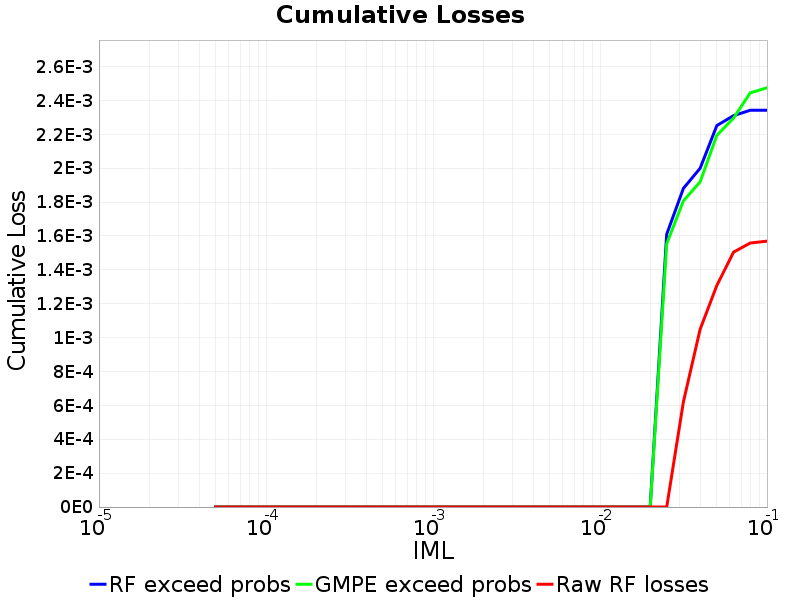 Cumulative Losses
Cumulative Loss
2.6E-3
2.4E-3
2.2E-3
2E-3
1.8E-3
1.6E-3
1.4E-3
1.2E-3
1E-3
8E-4
6E-4
4E-4
2E-4
0E0
10-5 10-4 10-3 10-2 10-1
IML
RF exceed probs GMPE exceed probs Raw RF losses